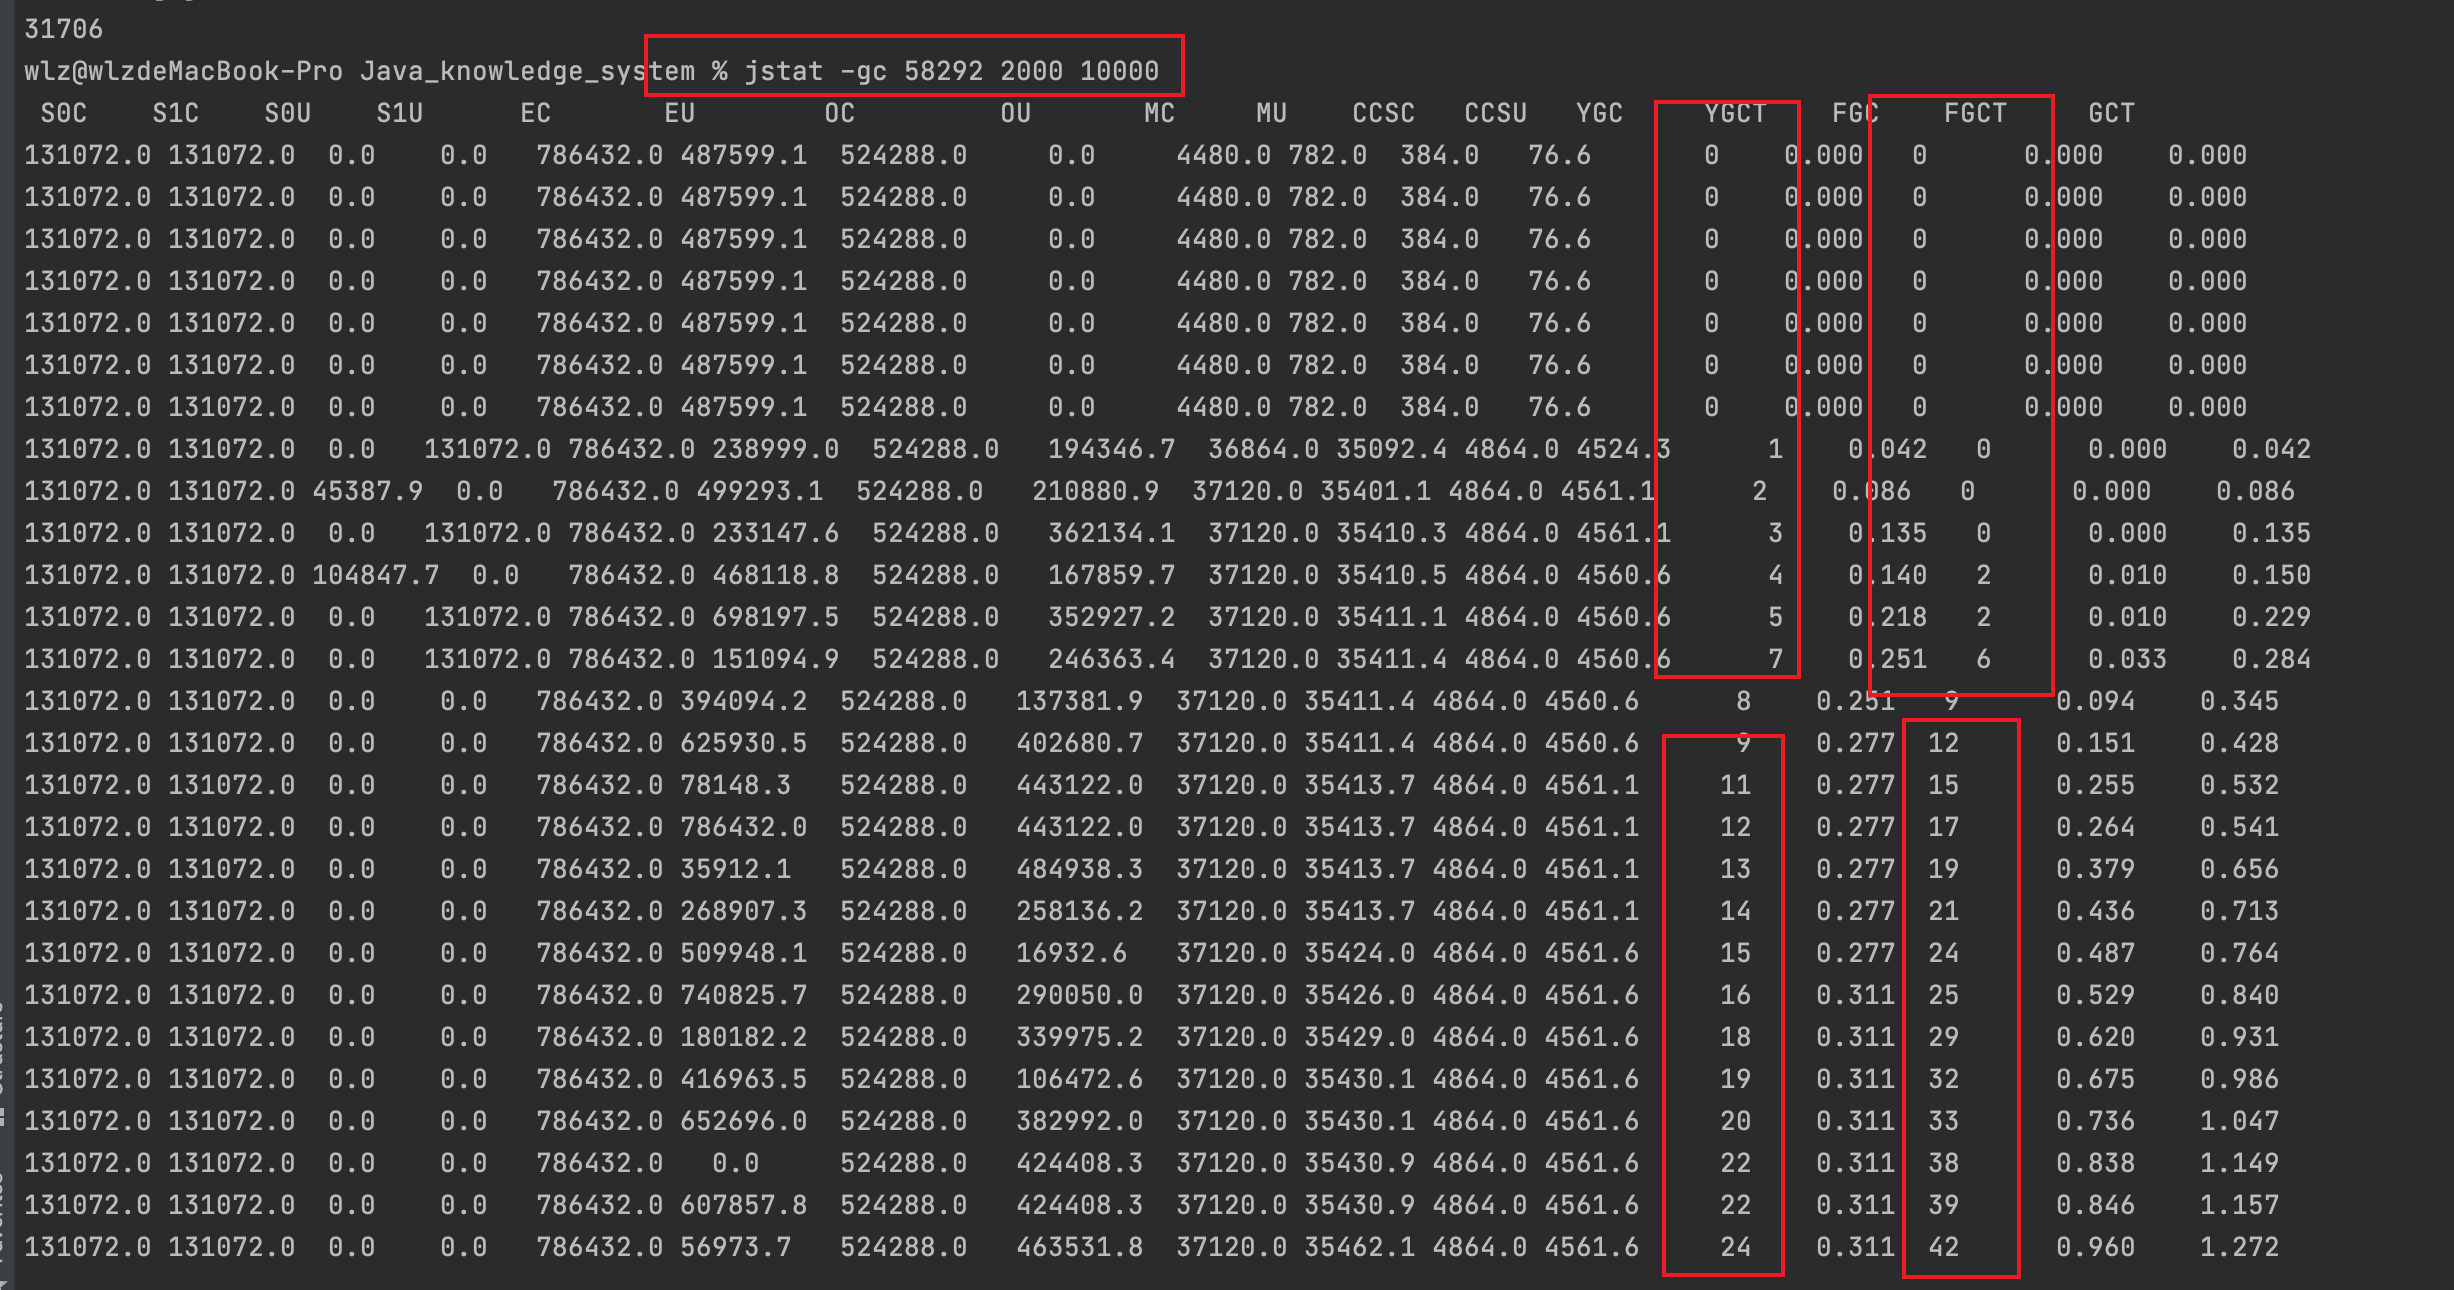 31706
wlz@wlzdeMacBook-Pro Java_knowledge_system % jstat -gc 58292 2000 10000
S0C S1C S0U S1U EC EU OC OU MC MU CCSC CCSU YGC YGCT FGC FGCT GCT
131072.0 131072.0 0.0 0.0 786432.0 487599.1 524288.0 0.0 4480.0 782.0 384.0 76.6 0 0.000 0 0.000 0.000
131072.0 131072.0 0.0 0.0 786432.0 487599.1 524288.0 0.0 4480.0 782.0 384.0 76.6 0 0.000 0 0.000 0.000
131072.0 131072.0 0.0 0.0 786432.0 487599.1 524288.0 0.0 4480.0 782.0 384.0 76.6 0 0.000 0 0.000 0.000
131072.0 131072.0 0.0 0.0 786432.0 487599.1 524288.0 0.0 4480.0 782.0 384.0 76.6 0 0.000 0 0.000 0.000
131072.0 131072.0 0.0 0.0 786432.0 487599.1 524288.0 0.0 4480.0 782.0 384.0 76.6 0 0.000 0 0.000 0.000
131072.0 131072.0 0.0 0.0 786432.0 487599.1 524288.0 0.0 4480.0 782.0 384.0 76.6 0 0.000 0 0.000 0.000
131072.0 131072.0 0.0 0.0 786432.0 487599.1 524288.0 0.0 4480.0 782.0 384.0 76.6 0 0.000 0 0.000 0.000
131072.0 131072.0 0.0 131072.0 786432.0 238999.0 524288.0 194346.7 36864.0 35092.4 4864.0 4524.3 1 0.042 0 0.000 0.042
131072.0 131072.0 45387.9 0.0 786432.0 499293.1 524288.0 210880.9 37120.0 35401.1 4864.0 4561.1 2 0.086 0 0.000 0.086
131072.0 131072.0 0.0 131072.0 786432.0 233147.6 524288.0 362134.1 37120.0 35410.3 4864.0 4561.1 3 0.135 0 0.000 0.135
131072.0 131072.0 104847.7 0.0 786432.0 468118.8 524288.0 167859.7 37120.0 35410.5 4864.0 4560.6 4 0.140 2 0.010 0.150
131072.0 131072.0 0.0 131072.0 786432.0 698197.5 524288.0 352927.2 37120.0 35411.1 4864.0 4560.6 5 0.218 2 0.010 0.229
131072.0 131072.0 0.0 131072.0 786432.0 151094.9 524288.0 246363.4 37120.0 35411.4 4864.0 4560.6 7 0.251 6 0.033 0.284
131072.0 131072.0 0.0 0.0 786432.0 394094.2 524288.0 137381.9 37120.0 35411.4 4864.0 4560.6 8 0.251 9 0.094 0.345
131072.0 131072.0 0.0 0.0 786432.0 625930.5 524288.0 402680.7 37120.0 35411.4 4864.0 4560.6 9 0.277 12 0.151 0.428
131072.0 131072.0 0.0 0.0 786432.0 78148.3 524288.0 443122.0 37120.0 35413.7 4864.0 4561.1 11 0.277 15 0.255 0.532
131072.0 131072.0 0.0 0.0 786432.0 786432.0 524288.0 443122.0 37120.0 35413.7 4864.0 4561.1 12 0.277 17 0.264 0.541
131072.0 131072.0 0.0 0.0 786432.0 35912.1 524288.0 484938.3 37120.0 35413.7 4864.0 4561.1 13 0.277 19 0.379 0.656
131072.0 131072.0 0.0 0.0 786432.0 268907.3 524288.0 258136.2 37120.0 35413.7 4864.0 4561.1 14 0.277 21 0.436 0.713
131072.0 131072.0 0.0 0.0 786432.0 509948.1 524288.0 16932.6 37120.0 35424.0 4864.0 4561.6 15 0.277 24 0.487 0.764
131072.0 131072.0 0.0 0.0 786432.0 740825.7 524288.0 290050.0 37120.0 35426.0 4864.0 4561.6 16 0.311 25 0.529 0.840
131072.0 131072.0 0.0 0.0 786432.0 180182.2 524288.0 339975.2 37120.0 35429.0 4864.0 4561.6 18 0.311 29 0.620 0.931
131072.0 131072.0 0.0 0.0 786432.0 416963.5 524288.0 106472.6 37120.0 35430.1 4864.0 4561.6 19 0.311 32 0.675 0.986
131072.0 131072.0 0.0 0.0 786432.0 652696.0 524288.0 382992.0 37120.0 35430.1 4864.0 4561.6 20 0.311 33 0.736 1.047
131072.0 131072.0 0.0 0.0 786432.0 0.0 524288.0 424408.3 37120.0 35430.9 4864.0 4561.6 22 0.311 38 0.838 1.149
131072.0 131072.0 0.0 0.0 786432.0 607857.8 524288.0 424408.3 37120.0 35430.9 4864.0 4561.6 22 0.311 39 0.846 1.157
131072.0 131072.0 0.0 0.0 786432.0 56973.7 524288.0 463531.8 37120.0 35462.1 4864.0 4561.6 24 0.311 42 0.960 1.272